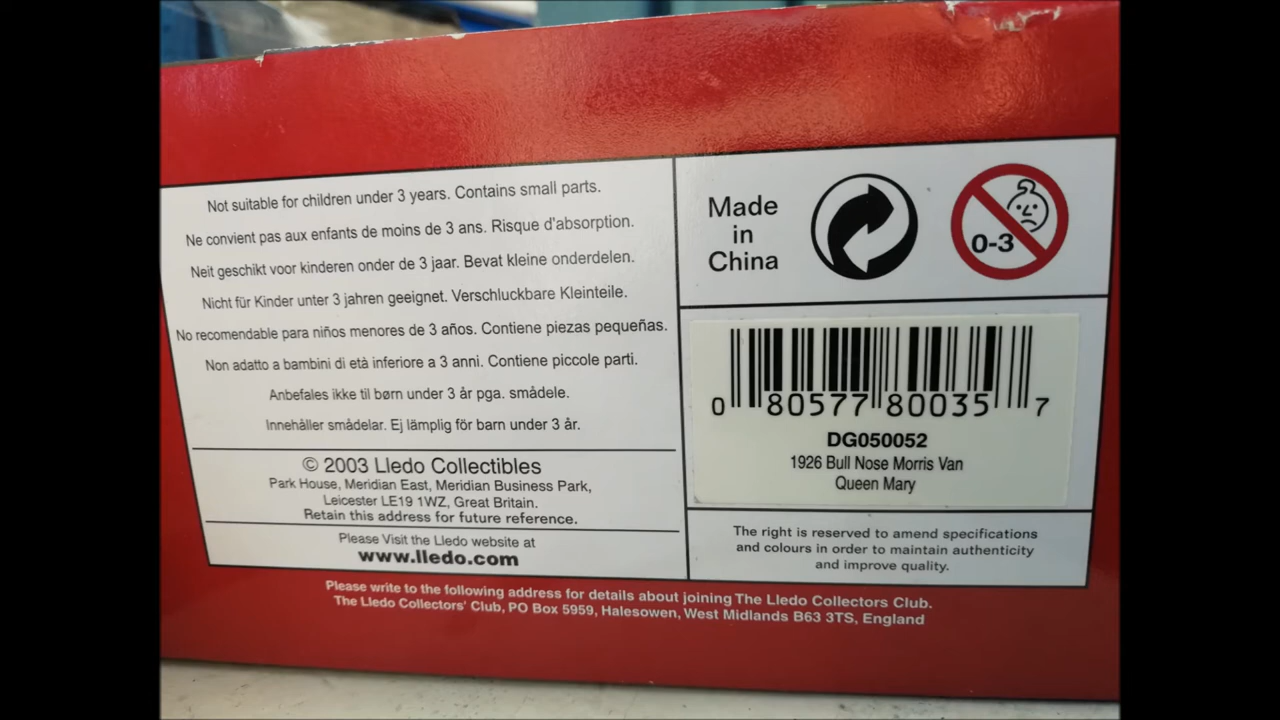 Not suitable for children under 3 years. Contains small parts.
Ne convient pas aux enfants de moins de 3 ans. Risque d'absorption.
Neit geschikt voor kinderen onder de 3 jaar. Bevat kleine onderdelen.
Nicht für Kinder unter 3 jahren geeignet. Verschluckbare Kleinteile.
No recomendable para niños menores de 3 años. Contiene piezas pequeñas.
Non adatto a bambini di età inferiore a 3 anni. Contiene piccole parti.
Anbefales ikke til børn under 3 år pga. smådele.
Innehåller smådelar. Ej lämplig för barn under 3 år.
© 2003 Lledo Collectibles
Park House, Meridian East, Meridian Business Park,
Leicester LE19 1WZ, Great Britain.
Retain this address for future reference.
Please Visit the Lledo website at
www.lledo.com
Made
in
China
0-3
0 80577 80035 7
DG050052
1926 Bull Nose Morris Van
Queen Mary
The right is reserved to amend specifications
and colours in order to maintain authenticity
and improve quality.
Please write to the following address for details about joining The Lledo Collectors Club.
The Lledo Collectors' Club, PO Box 5959, Halesowen, West Midlands B63 3TS, England